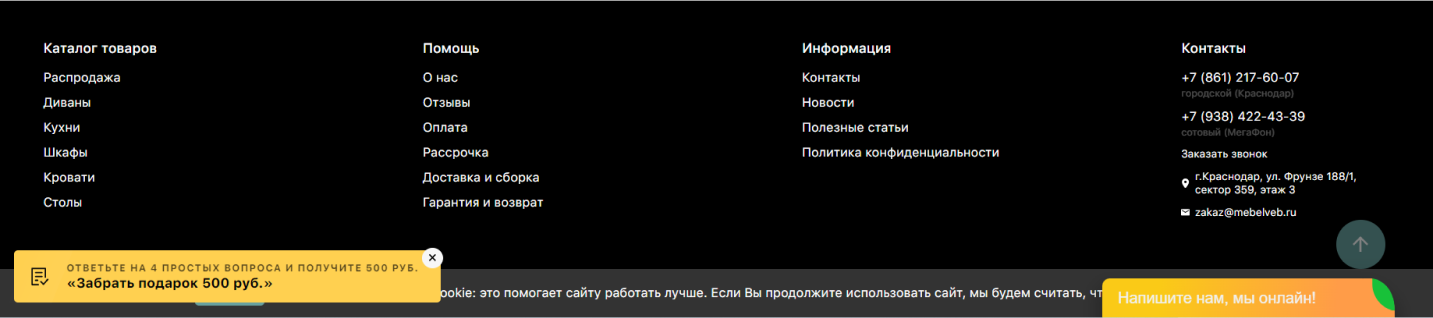 Каталог товаров
Распродажа
Диваны
Кухни
Шкафы
Кровати
Столы
Помощь
О нас
Отзывы
Оплата
Рассрочка
Доставка и сборка
Гарантия и возврат
Информация
Контакты
Новости
Полезные статьи
Политика конфиденциальности
Контакты
+7 (861) 217-60-07
городской (Краснодар)
+7 (938) 422-43-39
сотовый (МегаФон)
Заказать звонок
г.Краснодар, ул. Фрунзе 188/1,
сектор 359, этаж 3
zakaz@mebelveb.ru
ОТВЕТЬТЕ НА 4 ПРОСТЫХ ВОПРОСА И ПОЛУЧИТЕ 500 РУБ.
«Забрать подарок 500 руб.»
ookie: это помогает сайту работать лучше. Если Вы продолжите использовать сайт, мы будем считать, чт
Напишите нам, мы онлайн!